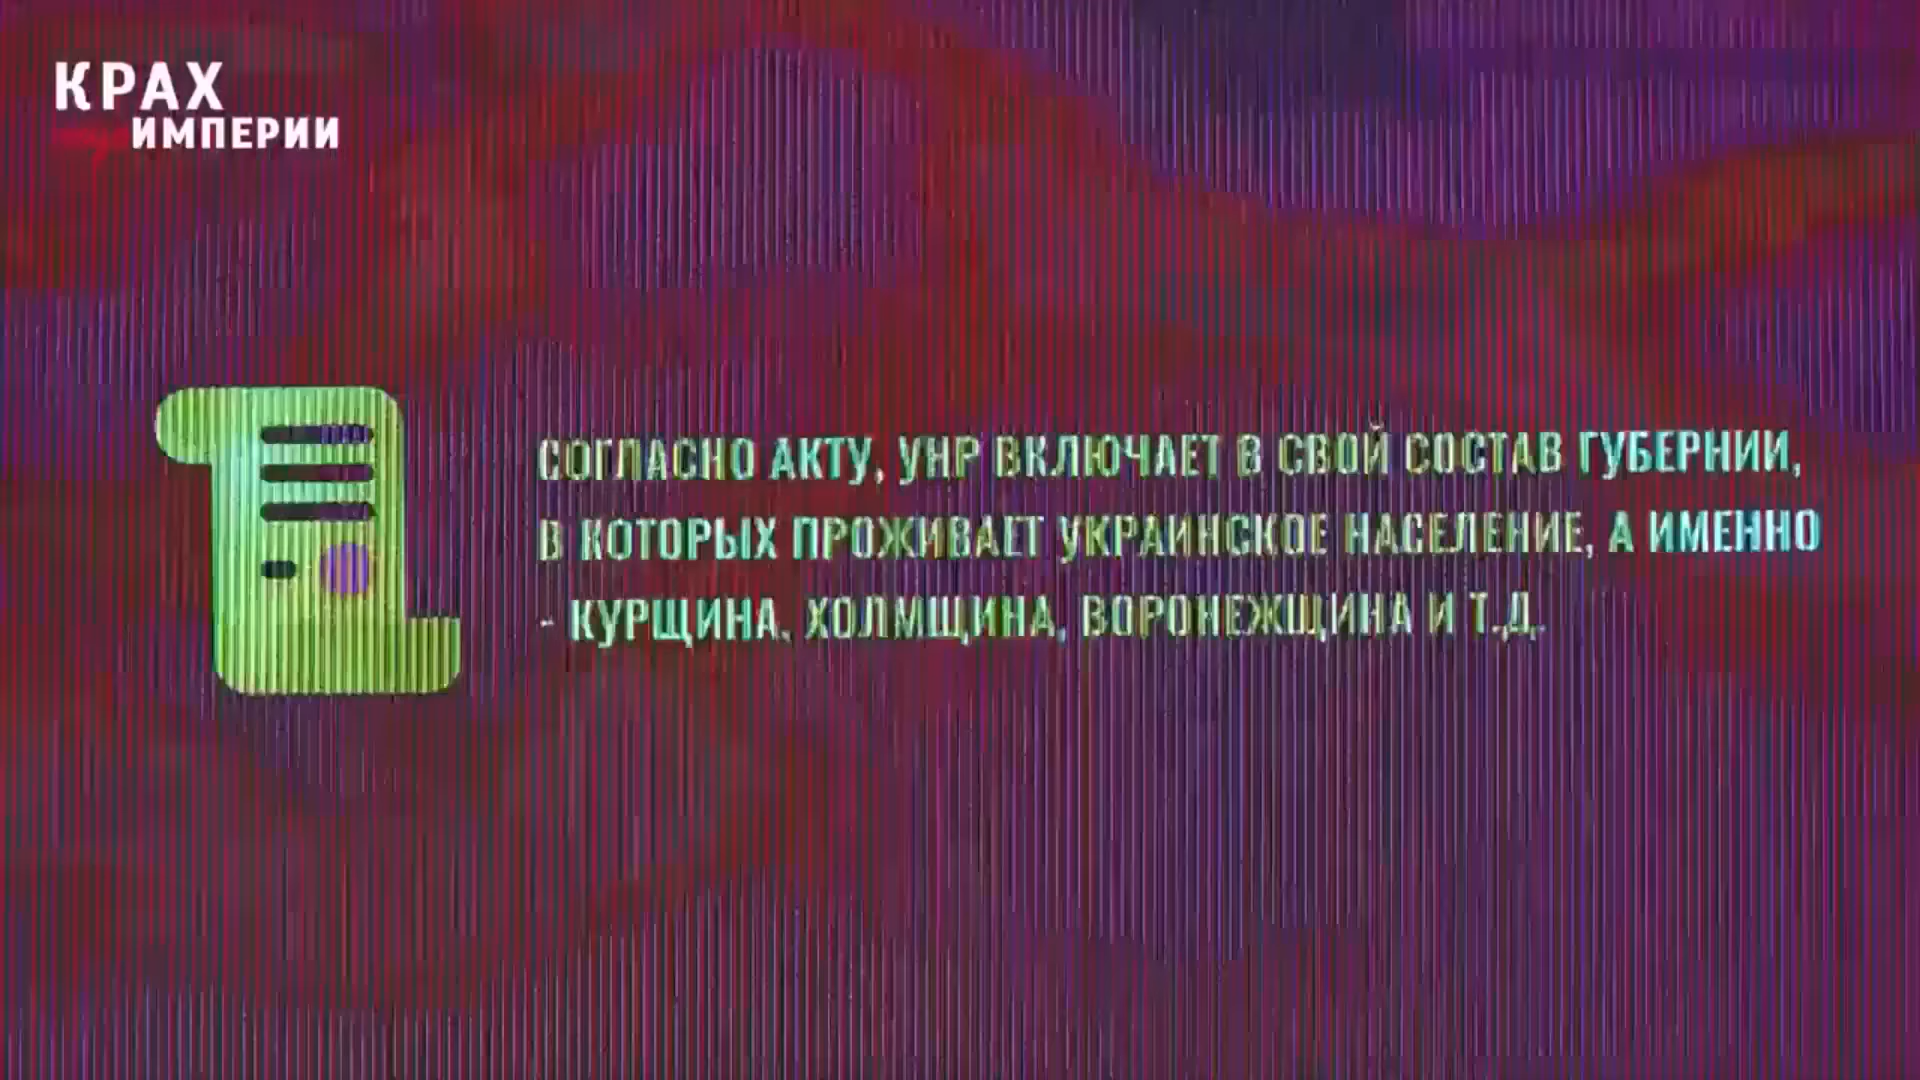 КРАХ
ИМПЕРИИ
СОГЛАСНО АКТУ, УНР ВКЛЮЧАЕТ В СВОЙ СОСТАВ ГУБЕРНИИ,
В КОТОРЫХ ПРОЖИВАЕТ УКРАИНСКОЕ НАСЕЛЕНИЕ, А ИМЕННО
- КУРЩИНА, ХОЛМЩИНА, ВОРОНЕЖЩИНА И Т.Д.